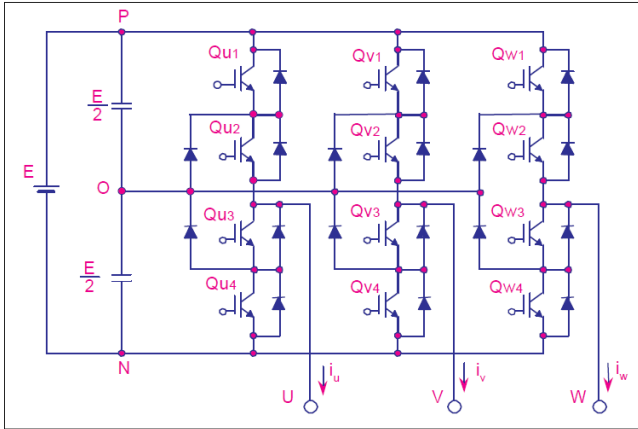 P
Qu1 Qv1 Qw1
E/2
Qu2 Qv2 Qw2
E
O
Qu3 Qv3 Qw3
E/2
Qu4 Qv4 Qw4
N
iu iv iw
U V W